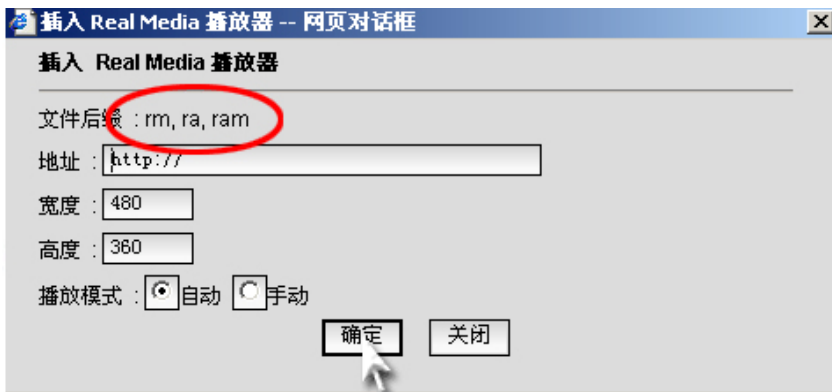 插入 Real Media 播放器 -- 网页对话框
插入 Real Media 播放器
文件后缀 : rm, ra, ram
地址 : http://
宽度 : 480
高度 : 360
播放模式 : 自动 手动
确定 关闭